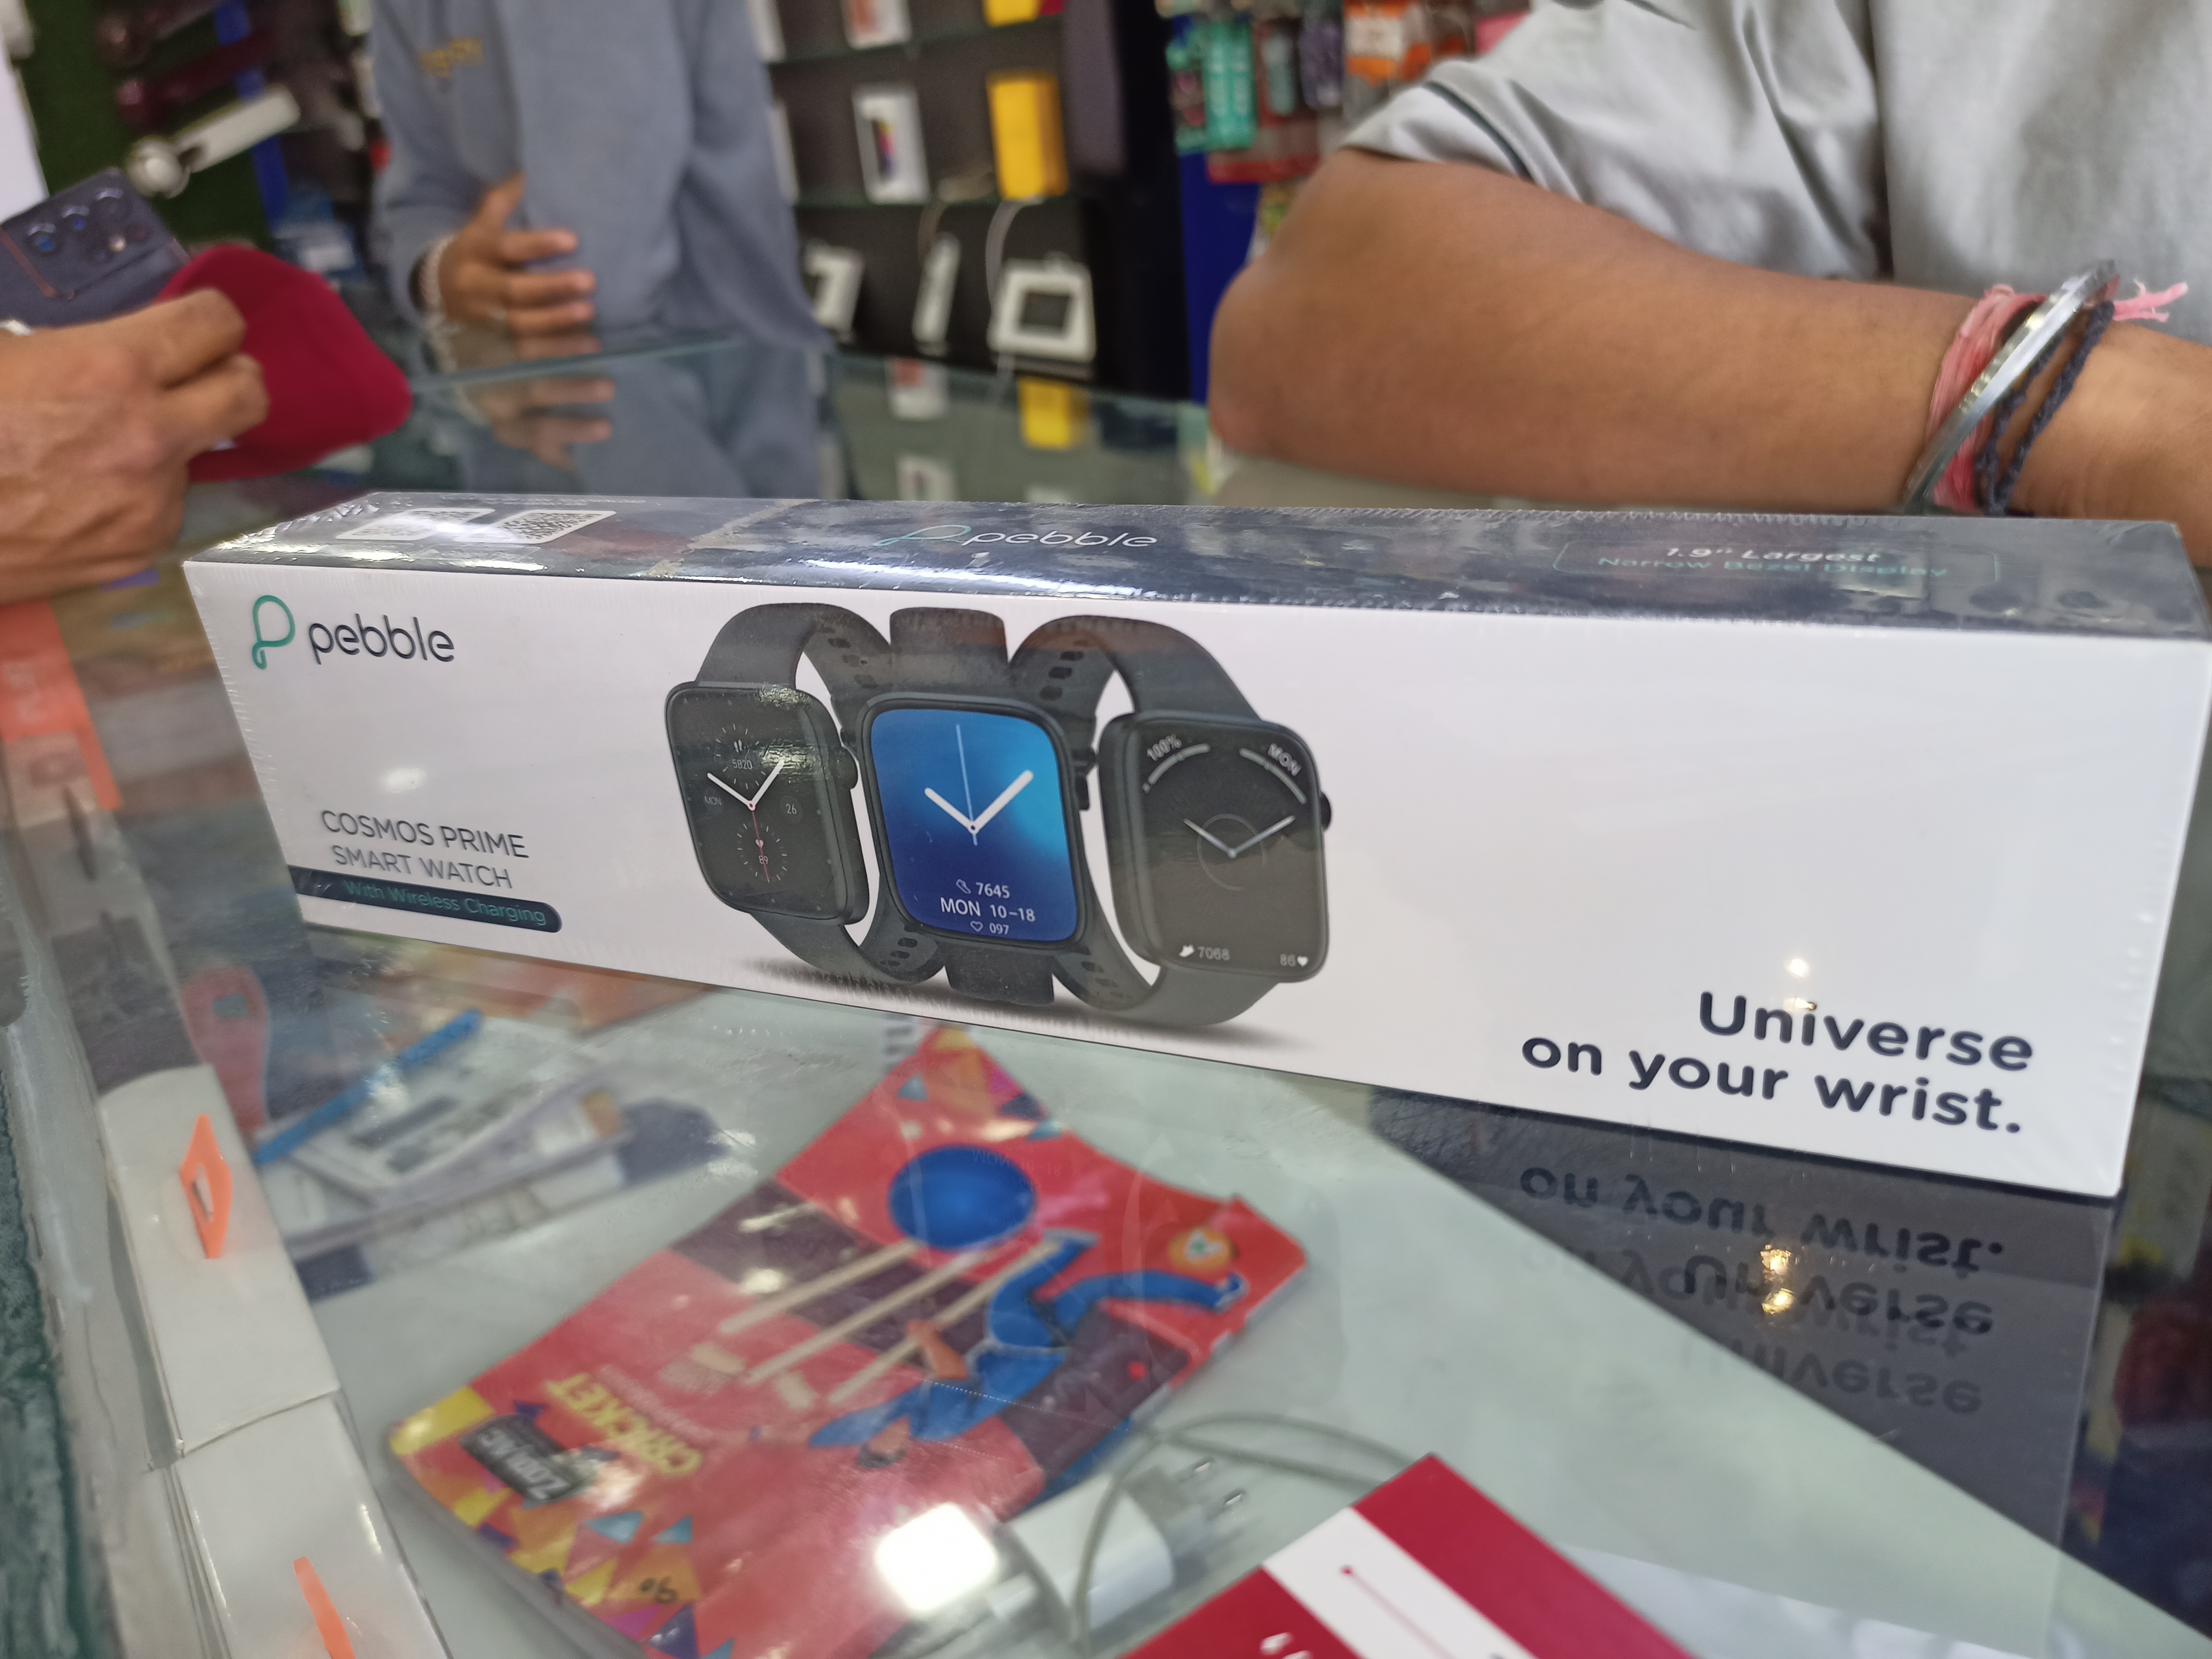 pebble
1.9" Largest
Narrow Bezel Display
pebble
COSMOS PRIME
SMART WATCH
With Wireless Charging
5820
MON
26
89
7645
MON 10-18
097
100%
MON
7068
86
Universe
on your wrist.
CRICKET